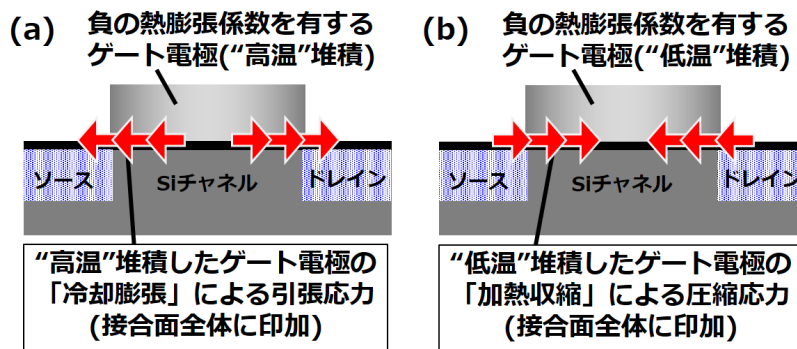 (a) 負の熱膨張係数を有する
ゲート電極(“高温”堆積)
ソース
Siチャネル
ドレイン
“高温”堆積したゲート電極の
「冷却膨張」による引張応力
(接合面全体に印加)
(b) 負の熱膨張係数を有する
ゲート電極(“低温”堆積)
ソース
Siチャネル
ドレイン
“低温”堆積したゲート電極の
「加熱収縮」による圧縮応力
(接合面全体に印加)